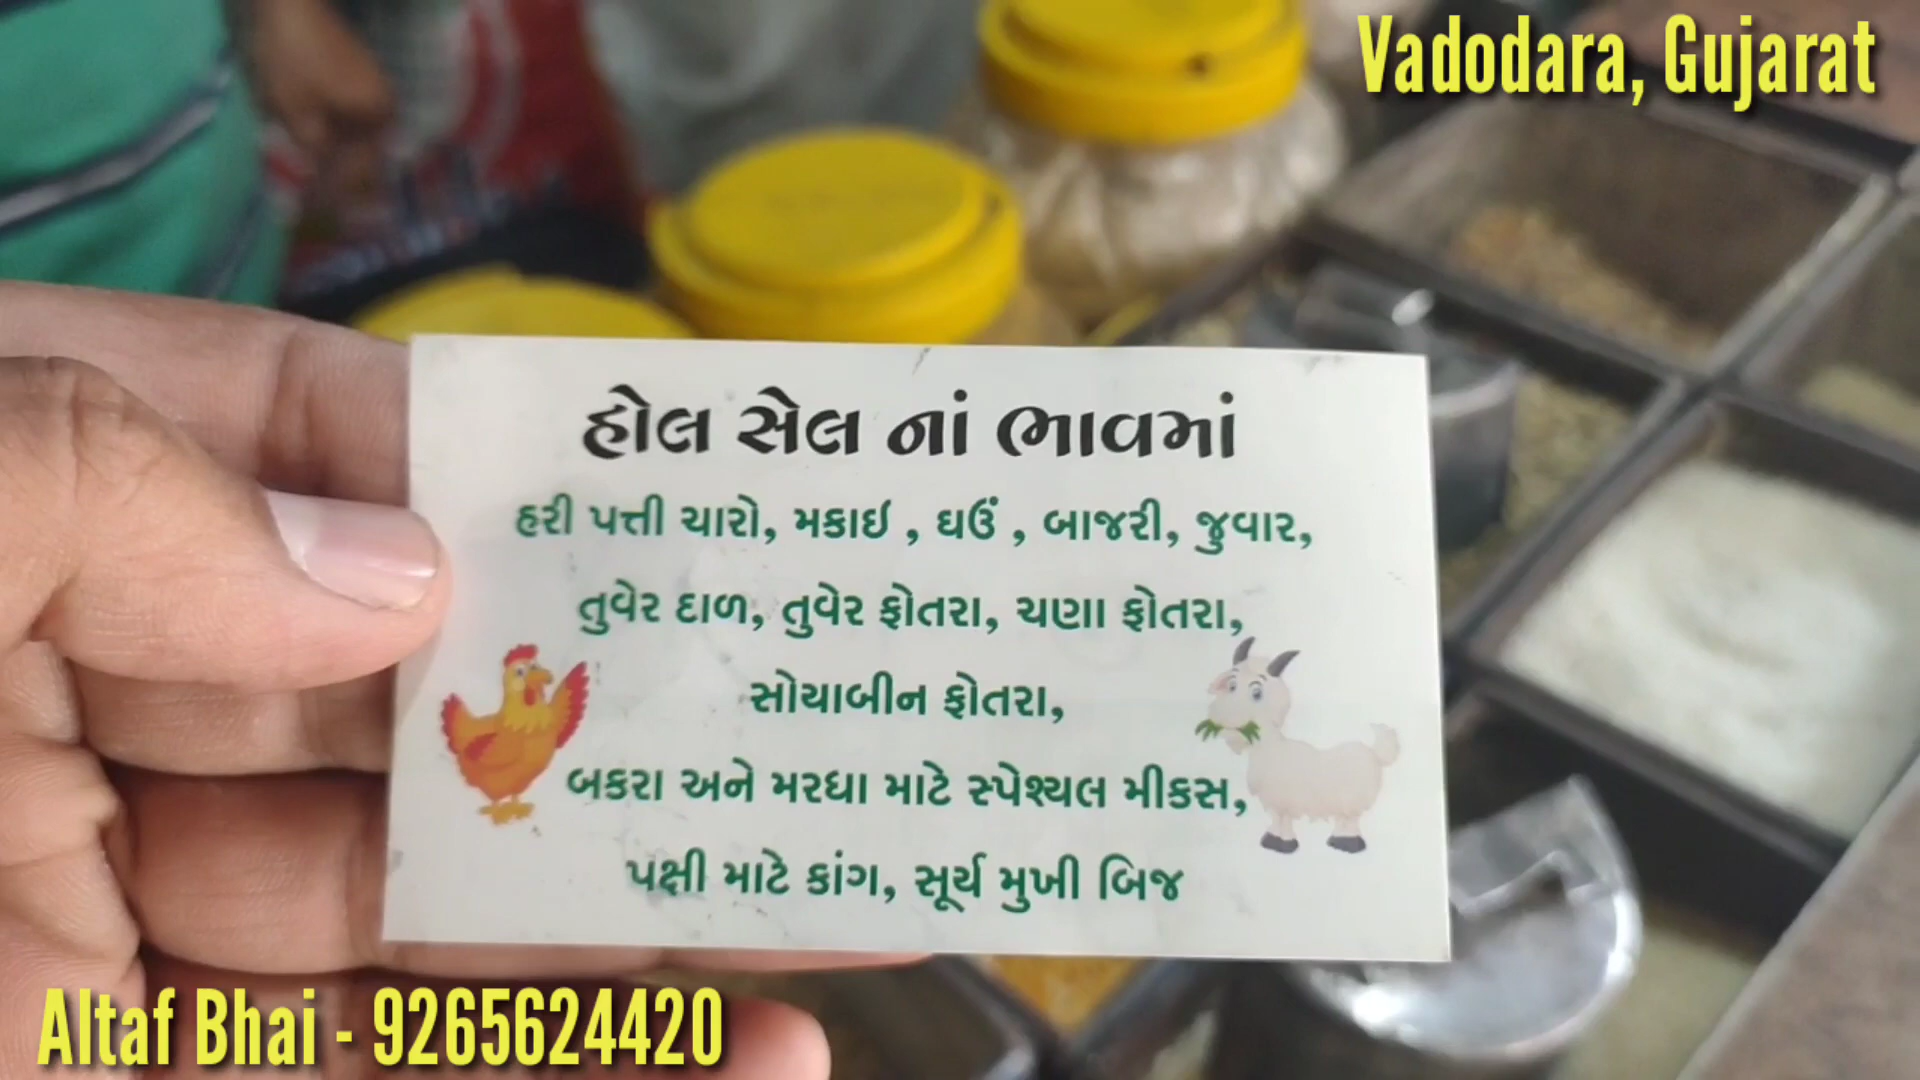 Vadodara, Gujarat
હોલ સેલ નાં ભાવમાં
હરી પત્તી ચારો, મકાઇ , ઘઉં , બાજરી, જુવાર,
તુવેર દાળ, તુવેર ફોતરા, ચણા ફોતરા,
સોયાબીન ફોતરા,
બકરા અને મરઘા માટે સ્પેશ્યલ મીકસ,
પક્ષી માટે કાંગ, સૂર્ય મુખી બિજ
Altaf Bhai - 9265624420